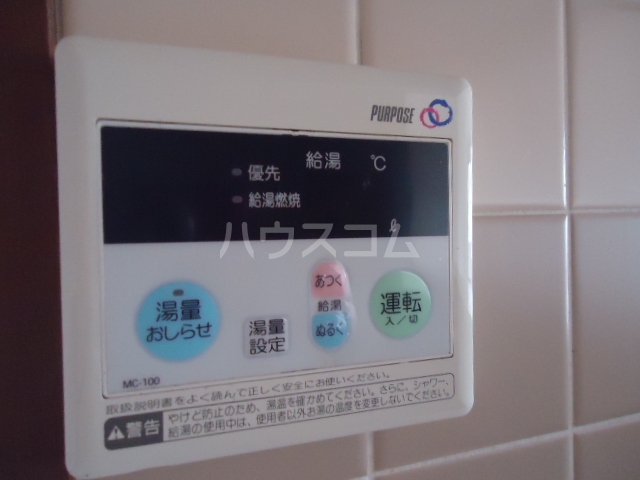 PURPOSE
給湯 ℃
優先
給湯燃焼
ハウスコム
湯量
おしらせ
湯量
設定
あつく
給湯
ぬるく
運転
入/切
MC-100
取扱説明書をよく読んで正しく安全にお使いください。
警告
やけど防止のため、湯温を確かめてください。さらに、シャワー、
給湯の使用中は、使用者以外お湯の温度を変更しないでください。